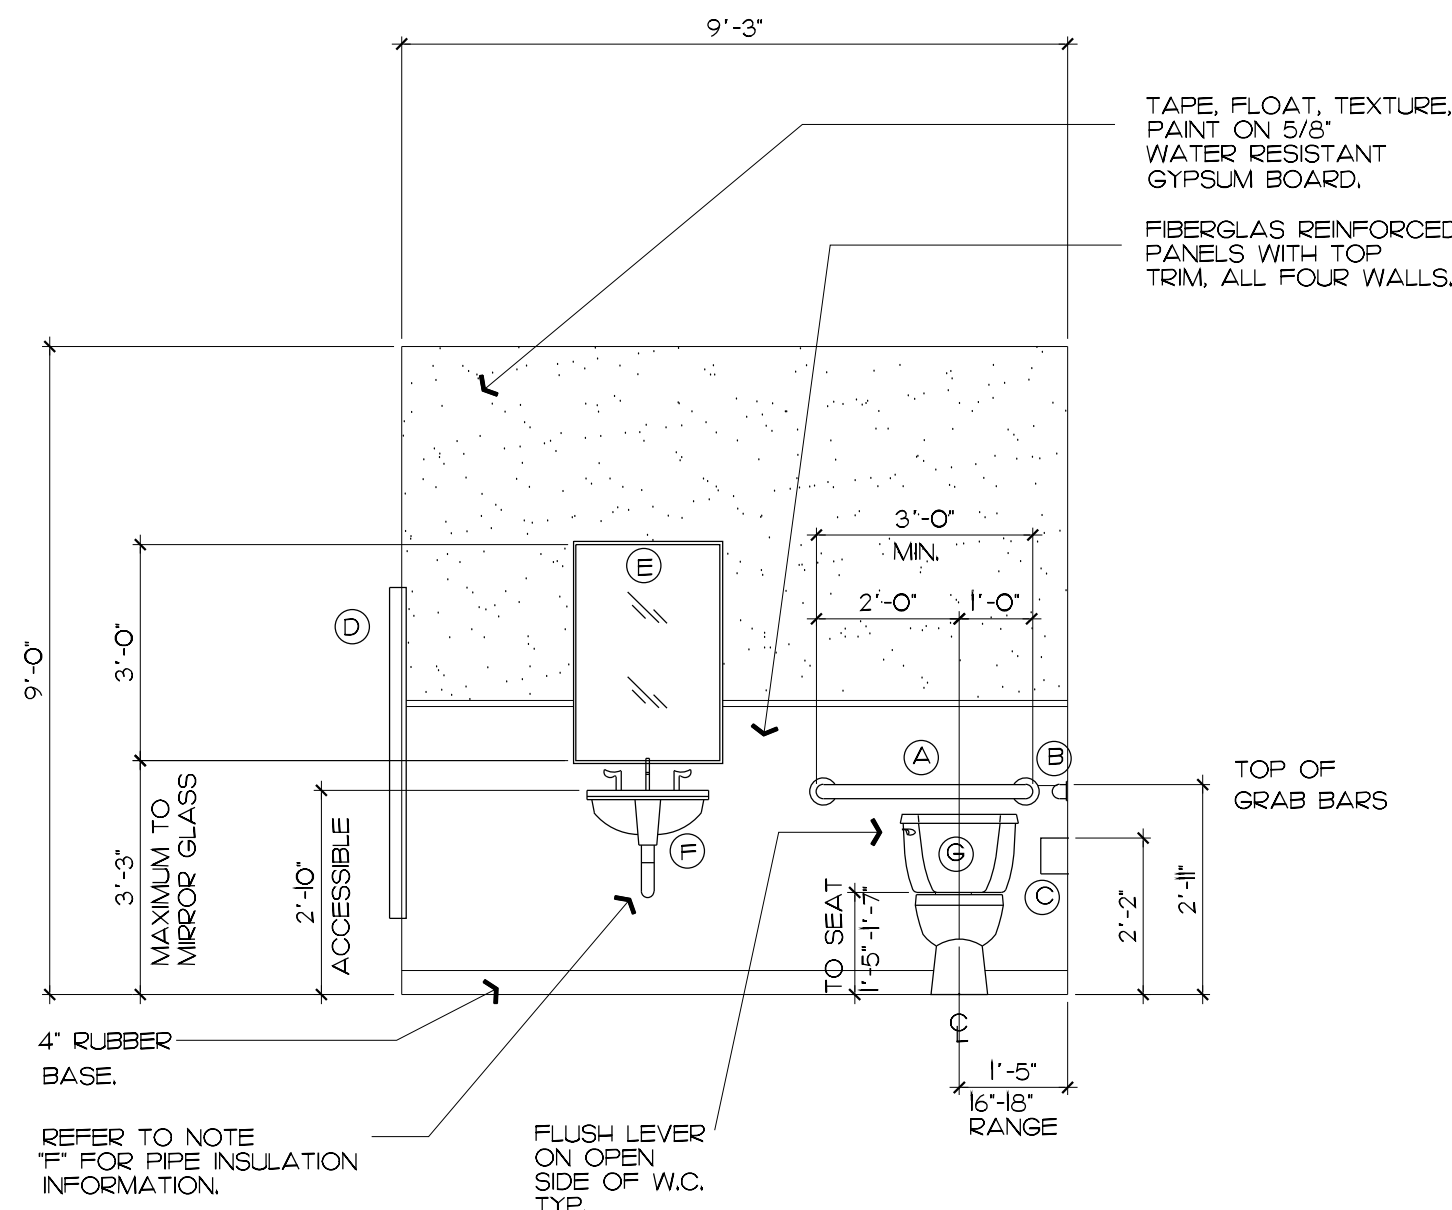 9'-3"
TAPE, FLOAT, TEXTURE,
PAINT ON 5/8"
WATER RESISTANT
GYPSUM BOARD.
FIBERGLAS REINFORCED
PANELS WITH TOP
TRIM, ALL FOUR WALLS.
3'-0"
MIN.
2'-0"
1'-0"
E
D
9'-0"
3'-0"
A
B
TOP OF
GRAB BARS
3'-3"
MAXIMUM TO
MIRROR GLASS
2'-10"
ACCESSIBLE
F
G
C
TO SEAT
1'-5"-1'-7"
2'-2"
2'-11"
4" RUBBER
BASE.
CL
1'-5"
16"-18"
RANGE
REFER TO NOTE
"F" FOR PIPE INSULATION
INFORMATION.
FLUSH LEVER
ON OPEN
SIDE OF W.C.
TYP.